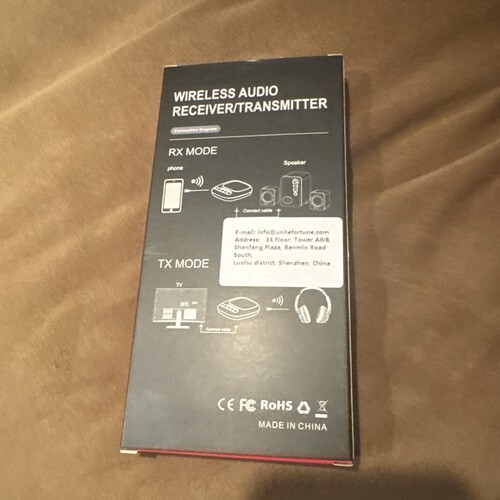 WIRELESS AUDIO
RECEIVER/TRANSMITTER
Connection Diagram
RX MODE
phone
Speaker
Connect cable
E-mail: info@unitefortune.com
Address: 33 Floor, Tower A&B,
Shenfang Plaza, Renmin Road
South,
Luohu district, Shenzhen, China
TX MODE
TV
Connect cable
CE FC RoHS
MADE IN CHINA